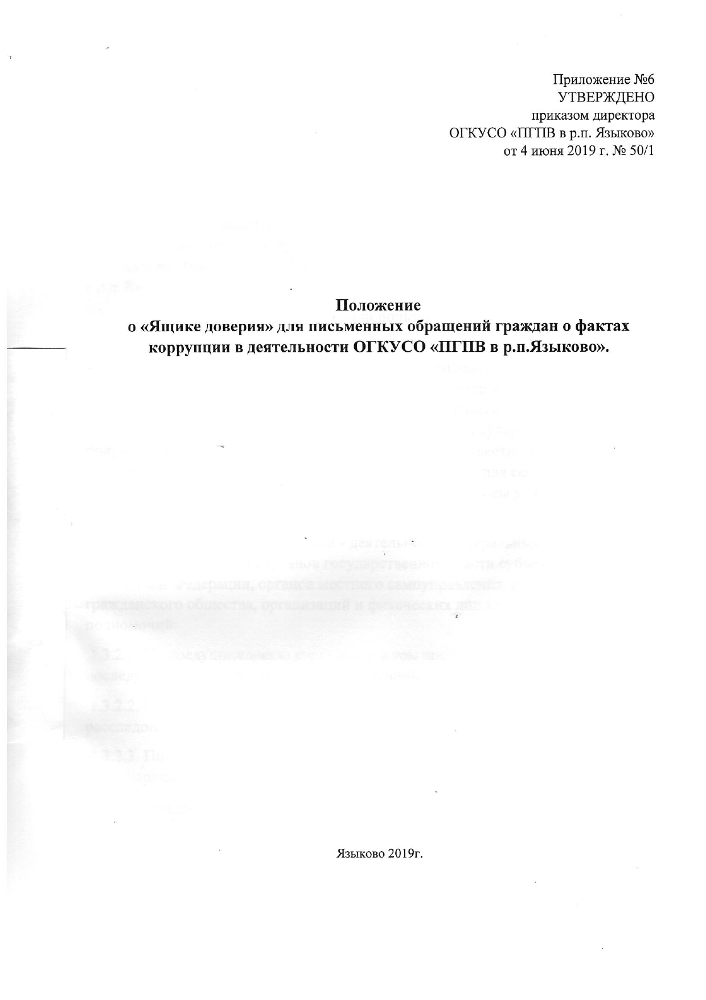 Приложение №6
УТВЕРЖДЕНО
приказом директора
ОГКУСО «ПГПВ в р.п. Языково»
от 4 июня 2019 г. № 50/1
Положение
о «Ящике доверия» для письменных обращений граждан о фактах
коррупции в деятельности ОГКУСО «ПГПВ в р.п.Языково».
Языково 2019г.